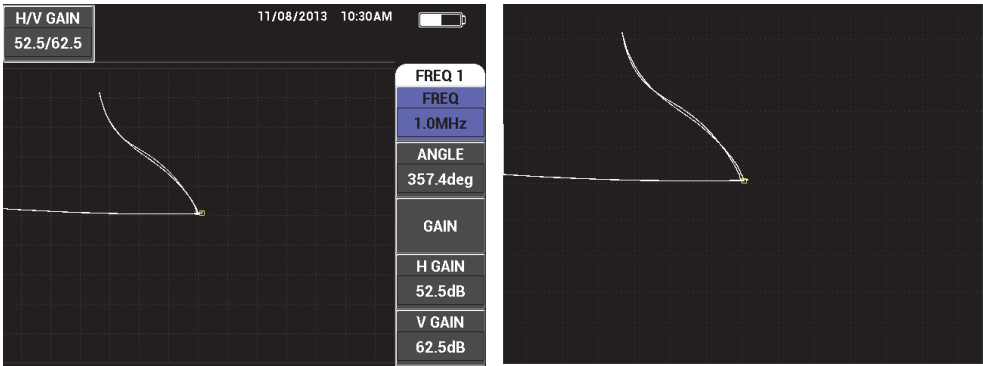 H/V GAIN
52.5/62.5
11/08/2013 10:30AM
FREQ 1
FREQ
1.0MHz
ANGLE
357.4deg
GAIN
H GAIN
52.5dB
V GAIN
62.5dB